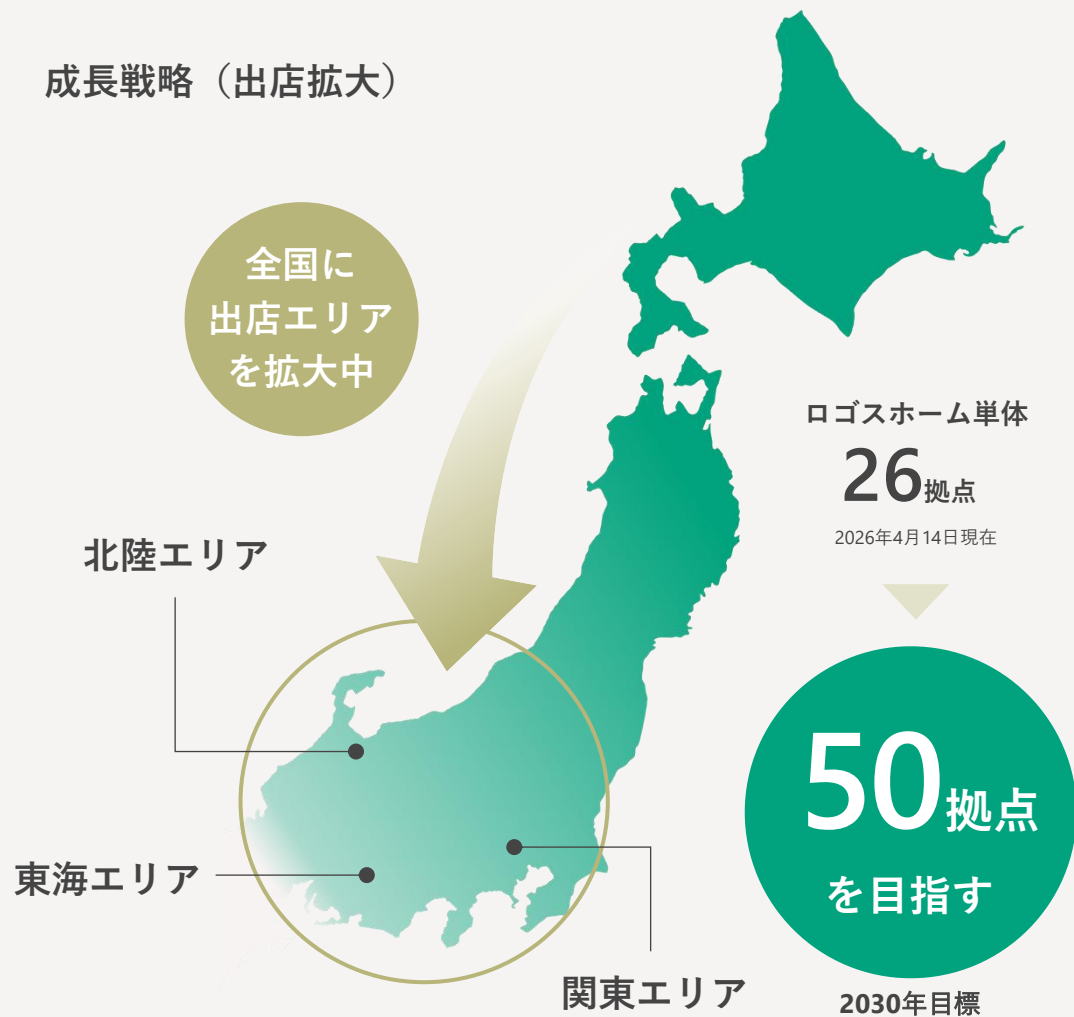 成長戦略（出店拡大）
全国に
出店エリア
を拡大中
ロゴスホーム単体
26拠点
2026年4月14日現在
北陸エリア
50拠点
を目指す
東海エリア
関東エリア
2030年目標